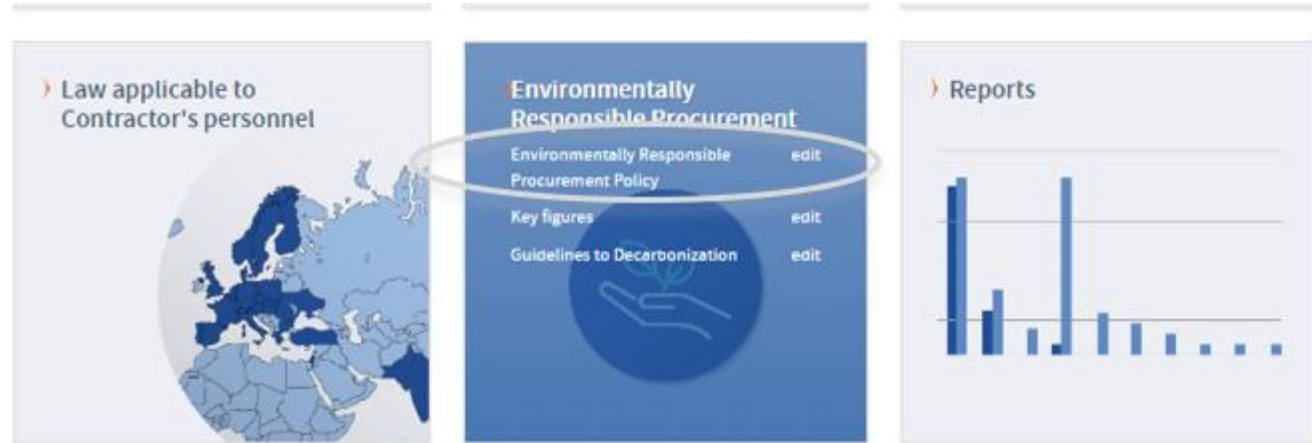 Law applicable to
Contractor's personnel
Environmentally
Responsible Procurement
Environmentally Responsible edit
Procurement Policy
Key figures edit
Guidelines to Decarbonization edit
Reports